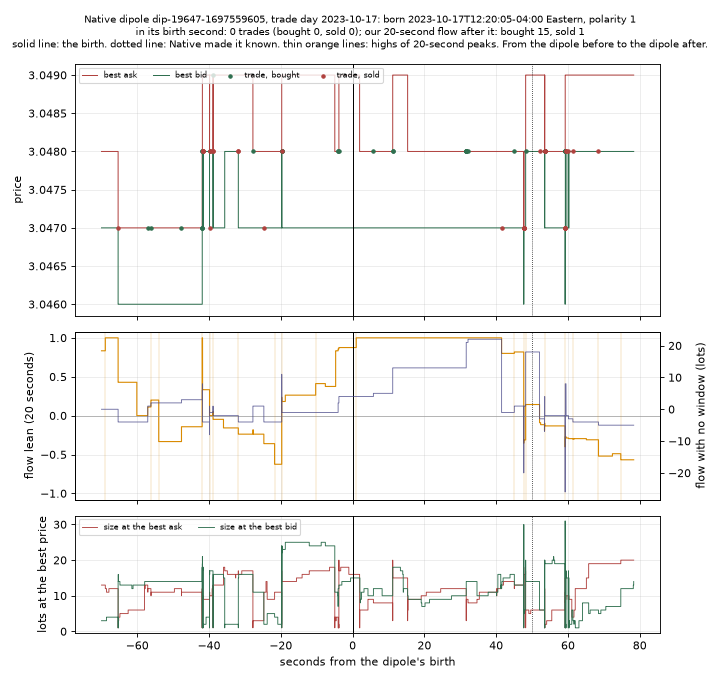 Native dipole dip-19647-1697559605, trade day 2023-10-17: born 2023-10-17T12:20:05-04:00 Eastern, polarity 1
in its birth second: 0 trades (bought 0, sold 0); our 20-second flow after it: bought 15, sold 1
solid line: the birth. dotted line: Native made it known. thin orange lines: highs of 20-second peaks. From the dipole before to the dipole after.
best ask
best bid
trade, bought
trade, sold
price
3.0490
3.0485
3.0480
3.0475
3.0470
3.0465
3.0460
flow lean (20 seconds)
1.0
0.5
0.0
−0.5
−1.0
20
10
0
−10
−20
flow with no window (lots)
size at the best ask
size at the best bid
lots at the best price
30
20
10
0
−60
−40
−20
0
20
40
60
80
seconds from the dipole's birth